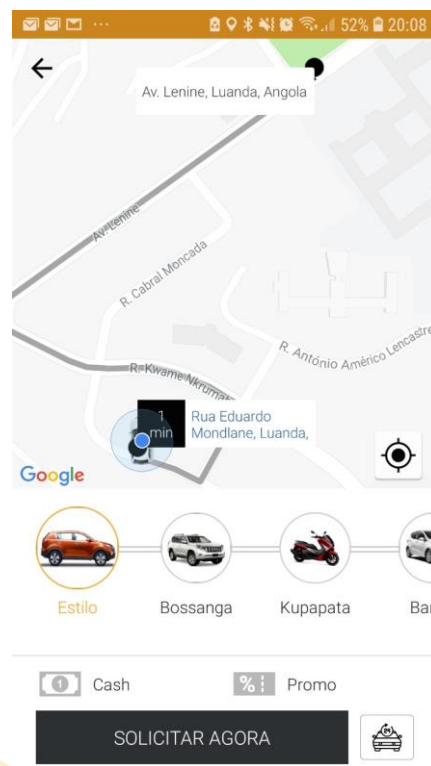 52% 20:08
Av. Lenine, Luanda, Angola
Av. Lenine
R. Cabral Moncada
R. António Américo Lencastre
R. Kwame Nkrumah
1
min
Rua Eduardo
Mondlane, Luanda,
Google
Estilo
Bossanga
Kupapata
Cash
% Promo
SOLICITAR AGORA